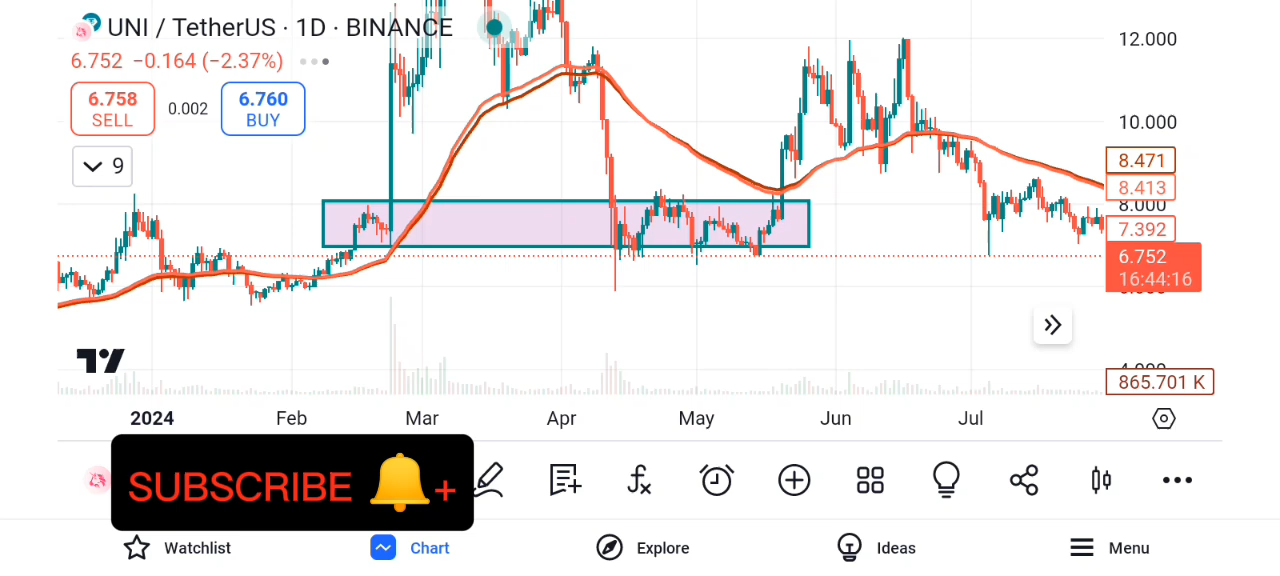 UNI / TetherUS · 1D · BINANCE
6.752 −0.164 (−2.37%)
6.758
SELL
0.002
6.760
BUY
9
12.000
10.000
8.471
8.413
8.000
7.392
6.752
16:44:16
865.701 K
2024 Feb Mar Apr May Jun Jul
SUBSCRIBE +
Watchlist
Chart
Explore
Ideas
Menu